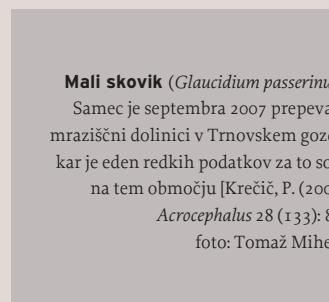 Mali skovik (Glaucidium passerinu
Samec je septembra 2007 prepeva
mraziščni dolinici v Trnovskem goz
kar je eden redkih podatkov za to so
na tem območju [Krečič, P. (200
Acrocephalus 28 (133): 8
foto: Tomaž Mihe